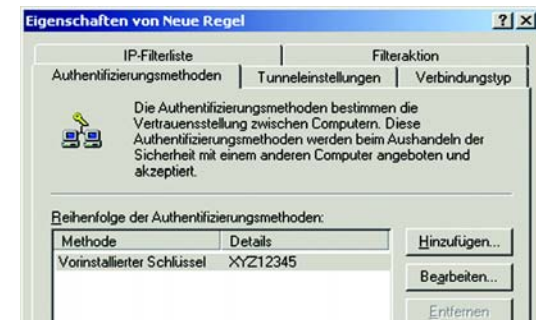 Eigenschaften von Neue Regel
IP-Filterliste
Filteraktion
Authentifizierungsmethoden
Tunneleinstellungen
Verbindungstyp
Die Authentifizierungsmethoden bestimmen die
Vertrauensstellung zwischen Computern. Diese
Authentifizierungsmethoden werden beim Aushandeln der
Sicherheit mit einem anderen Computer angeboten und
akzeptiert.
Reihenfolge der Authentifizierungsmethoden:
Methode Details
Vorinstallierter Schlüssel XYZ12345
Hinzufügen...
Bearbeiten...
Entfernen